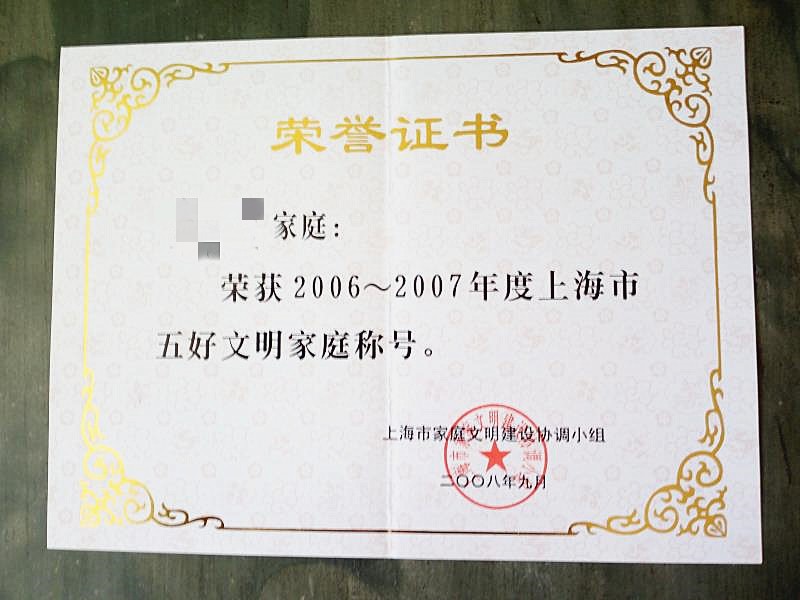 荣誉证书
家庭:
荣获2006～2007年度上海市
五好文明家庭称号。
上海市家庭文明建设协调小组
二〇〇八年九月